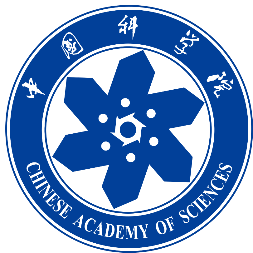 中国科学院
CHINESE ACADEMY OF SCIENCES